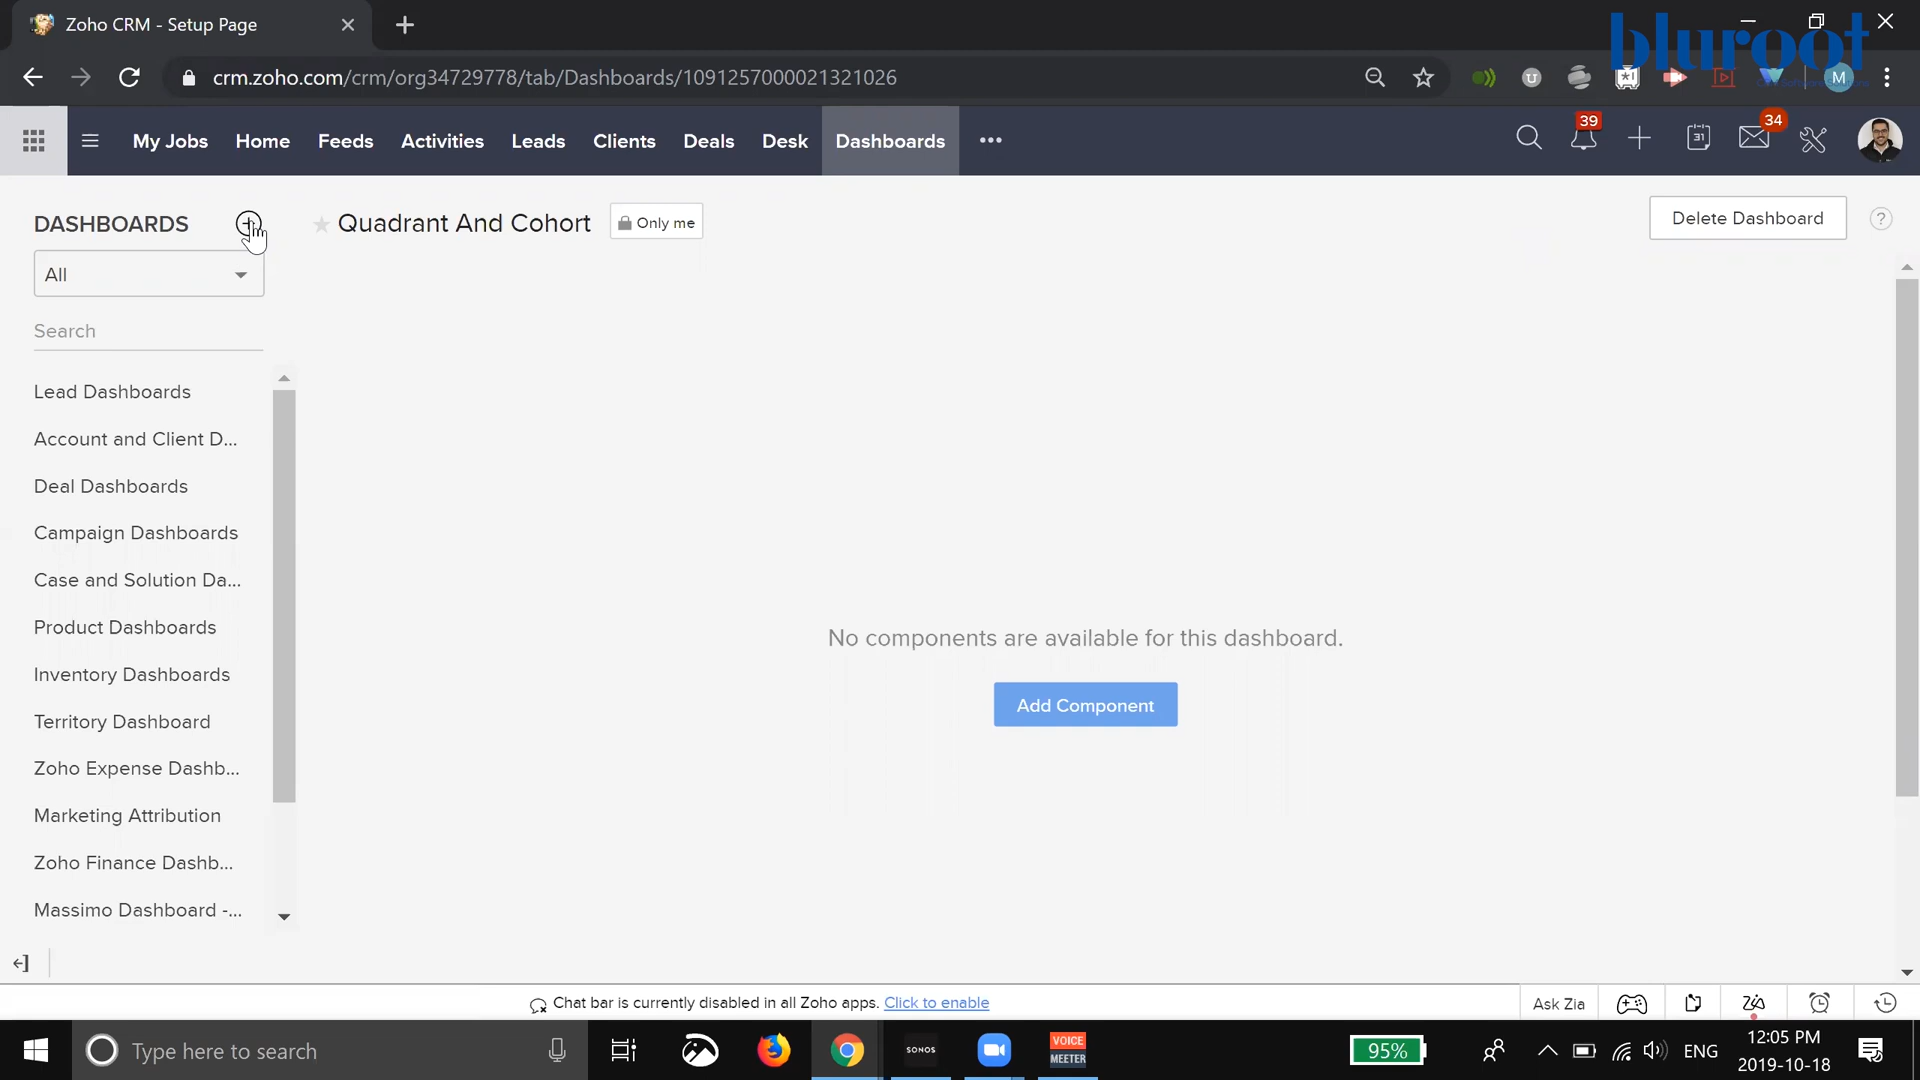 Zoho CRM - Setup Page
bluroot
crm.zoho.com/crm/org34729778/tab/Dashboards/1091257000021321026
M
My Jobs
Home
Feeds
Activities
Leads
Clients
Deals
Desk
Dashboards
39
31
34
DASHBOARDS
Quadrant And Cohort
Only me
Delete Dashboard
?
All
Search
Lead Dashboards
Account and Client D...
Deal Dashboards
Campaign Dashboards
Case and Solution Da...
Product Dashboards
Inventory Dashboards
Territory Dashboard
Zoho Expense Dashb...
Marketing Attribution
Zoho Finance Dashb...
Massimo Dashboard -...
No components are available for this dashboard.
Add Component
Chat bar is currently disabled in all Zoho apps. Click to enable
Ask Zia
Type here to search
SONOS
VOICE
MEETER
95%
ENG
12:05 PM
2019-10-18